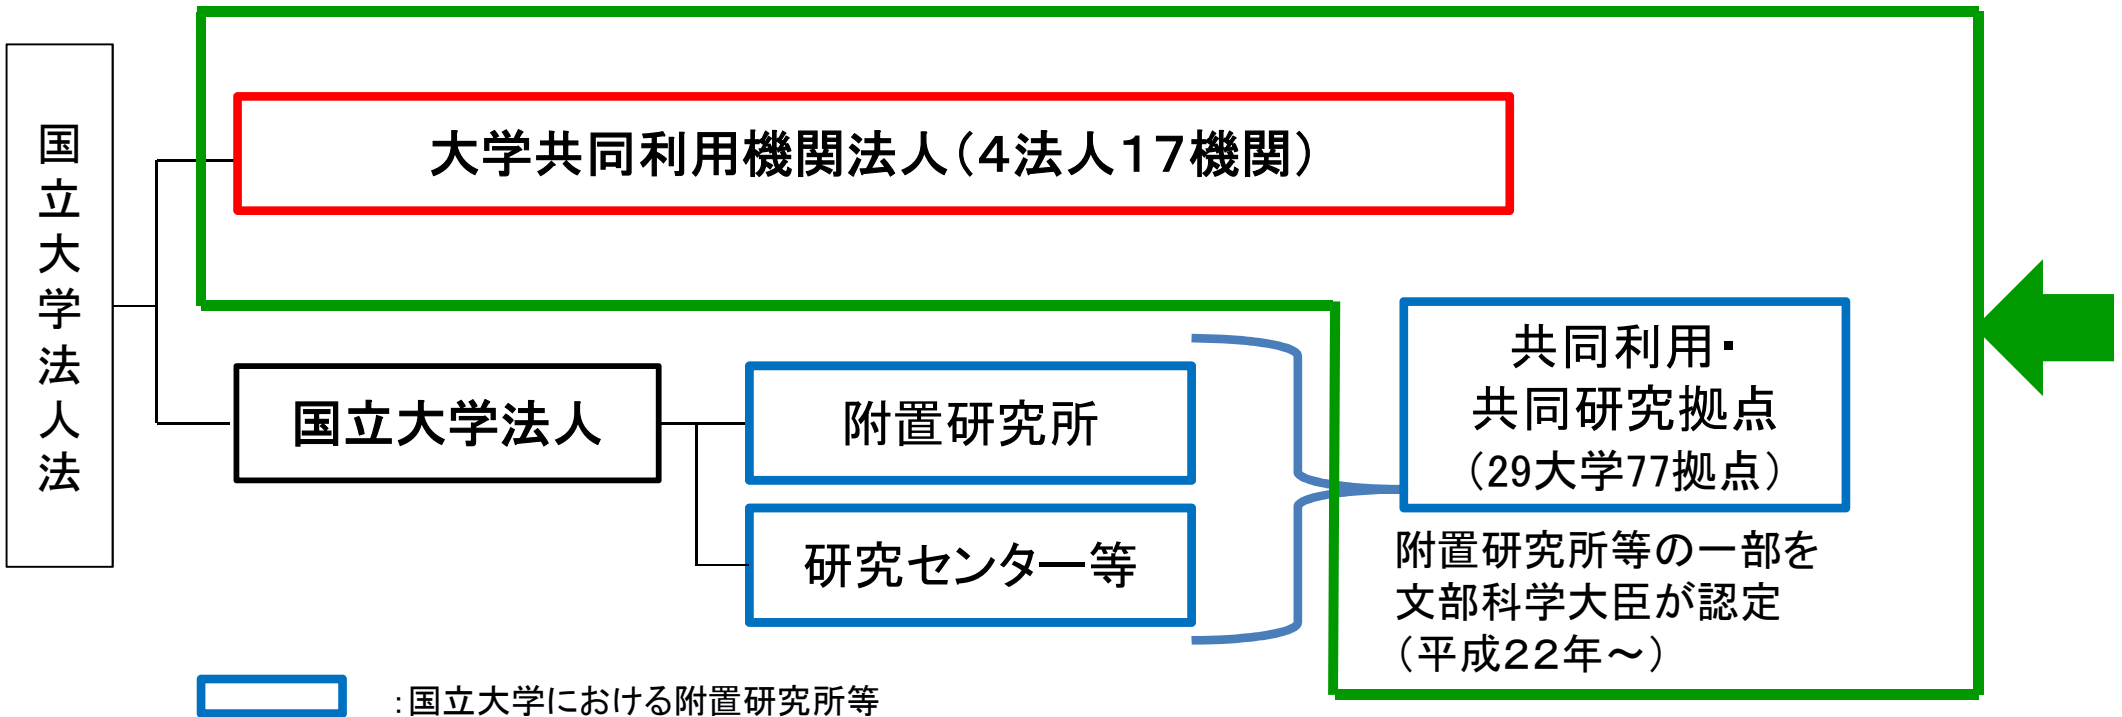 国立大学法人法
大学共同利用機関法人（４法人１７機関）
国立大学法人
附置研究所
研究センター等
共同利用・
共同研究拠点
（29大学77拠点）
附置研究所等の一部を
文部科学大臣が認定
（平成２２年～）
：国立大学における附置研究所等